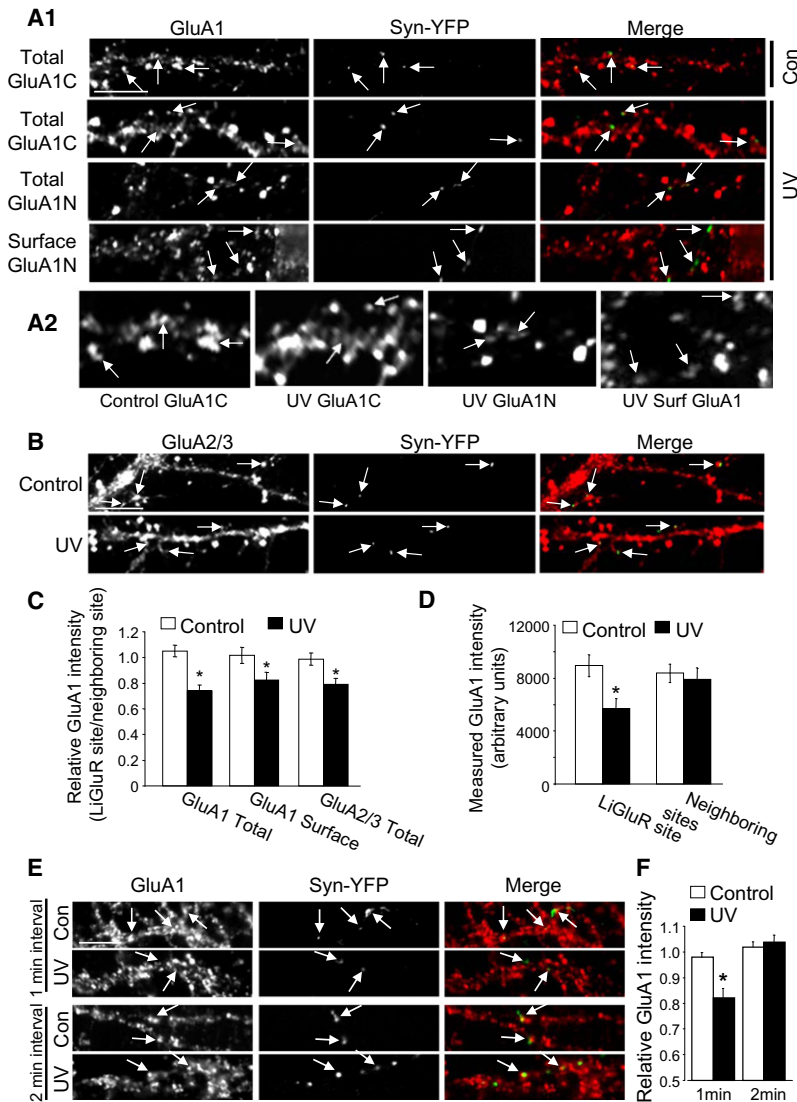 A1
GluA1 Syn-YFP Merge
Total
GluA1C
Con
Total
GluA1C
Total
GluA1N
Surface
GluA1N
UV
A2
Control GluA1C UV GluA1C UV GluA1N UV Surf GluA1
B
GluA2/3 Syn-YFP Merge
Control
UV
C
Relative GluA1 intensity
(LiGluR site/neighboring site)
Control UV
1.2
1.0
0.8
0.6
0.4
0.2
0
* * *
GluA1 Total
GluA1 Surface
GluA2/3 Total
D
Measured GluA1 intensity
(arbitrary units)
Control UV
12000
8000
4000
0
*
LiGluR site
Neighboring
sites
E
GluA1 Syn-YFP Merge
1 min interval
Con
UV
2 min interval
Con
UV
F
Control
UV
Relative GluA1 intensity
1.1
1
0.9
0.8
0.7
0.6
0.5
*
1min 2min